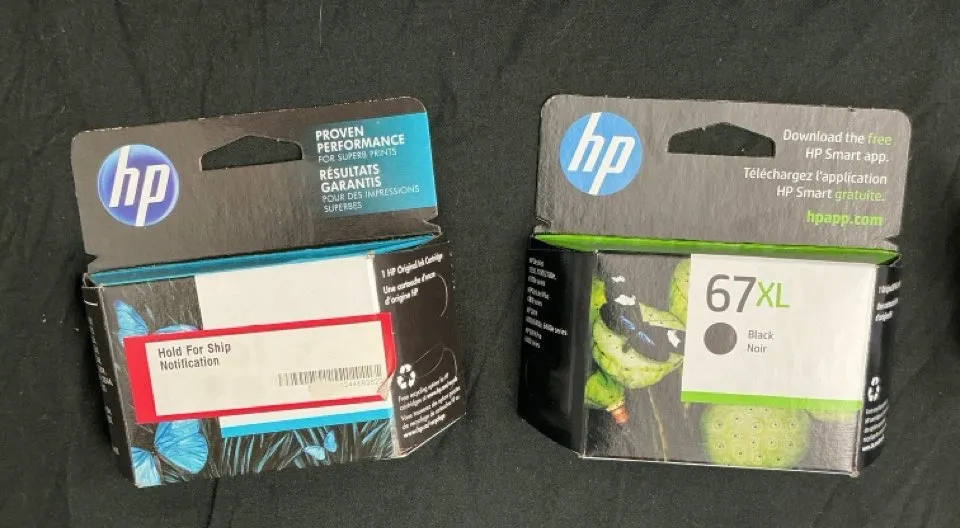 hp
PROVEN
PERFORMANCE
FOR SUPERB PRINTS
RÉSULTATS
GARANTIS
POUR DES IMPRESSIONS
SUPERBES
1 HP Original Ink Cartridge
Une cartouche d'encre
d'origine HP
Hold For Ship
Notification
Free recycling
hp
Download the free
HP Smart app.
Téléchargez l'application
HP Smart gratuite.
hpapp.com
67XL
Black
Noir